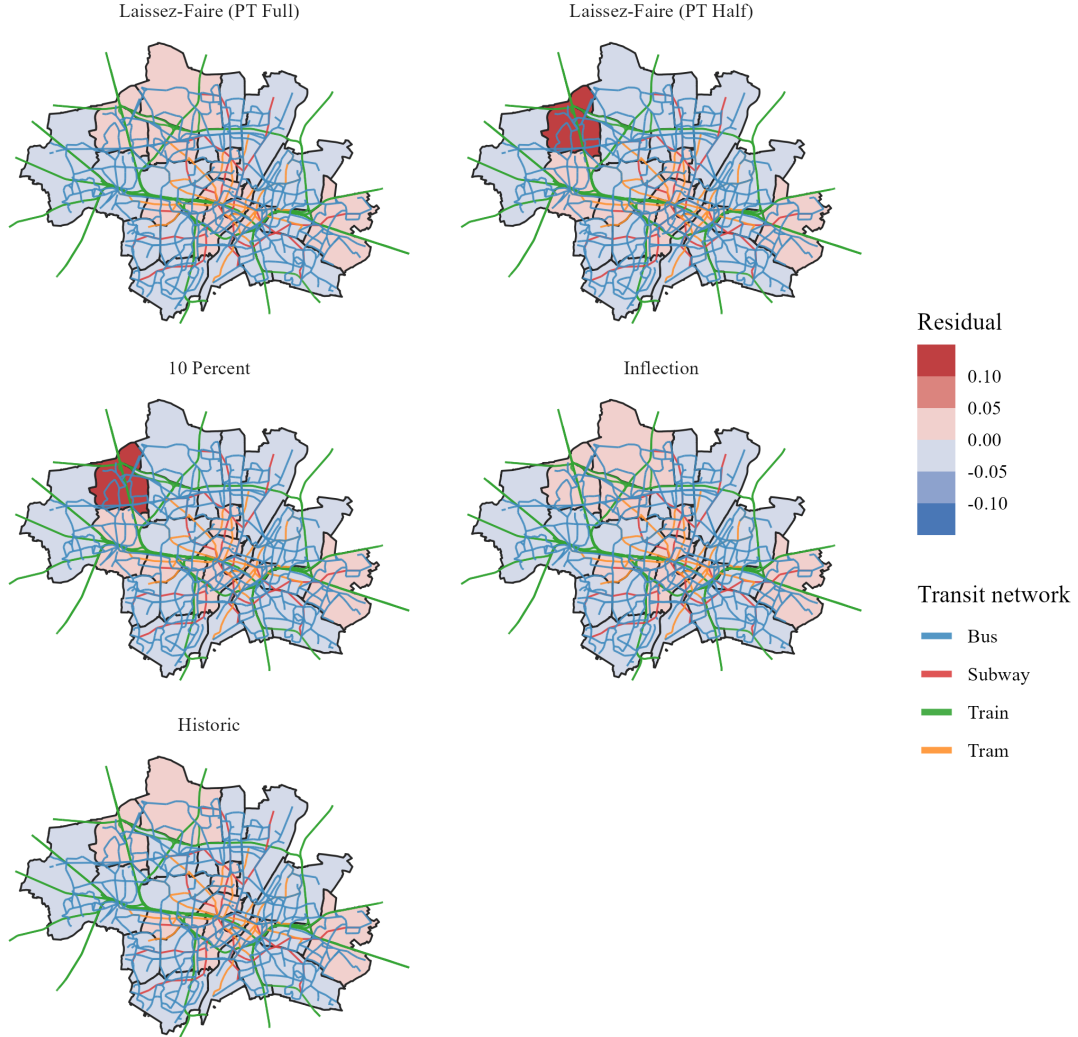 Laissez-Faire (PT Full)
Laissez-Faire (PT Half)
10 Percent
Inflection
Historic
Residual
0.10
0.05
0.00
-0.05
-0.10
Transit network
Bus
Subway
Train
Tram